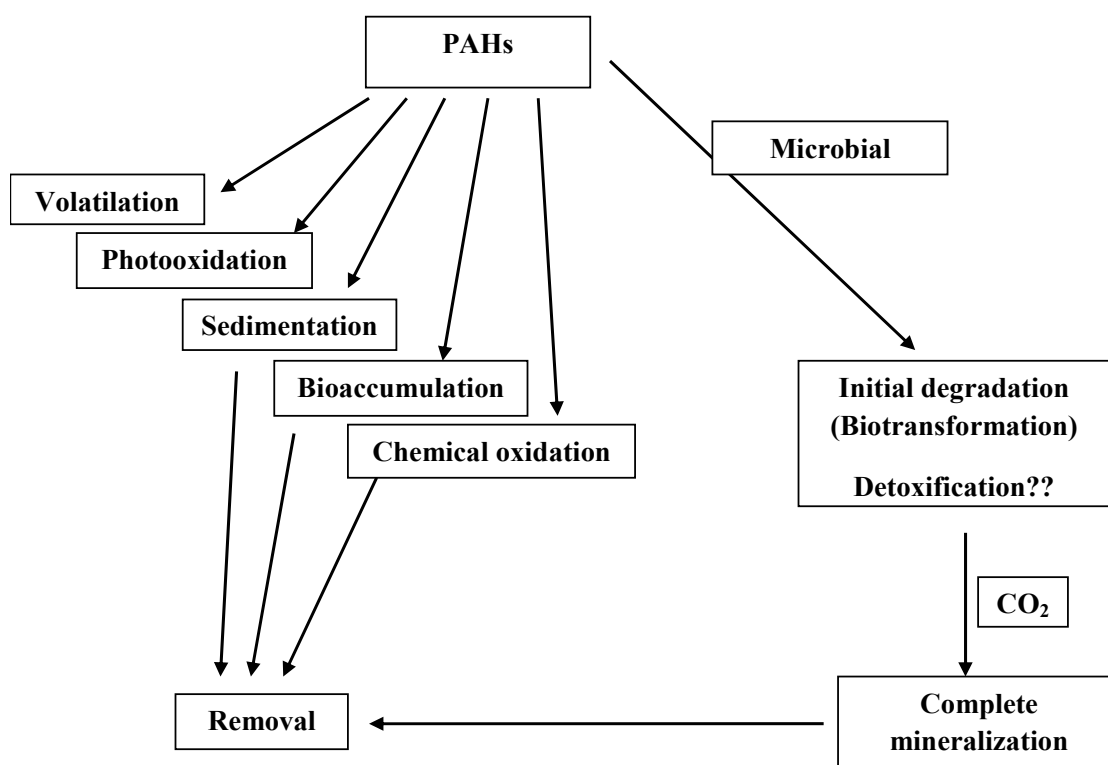 PAHs
Microbial
Volatilation
Photooxidation
Sedimentation
Bioaccumulation
Chemical oxidation
Initial degradation
(Biotransformation)
Detoxification??
CO₂
Removal
Complete
mineralization